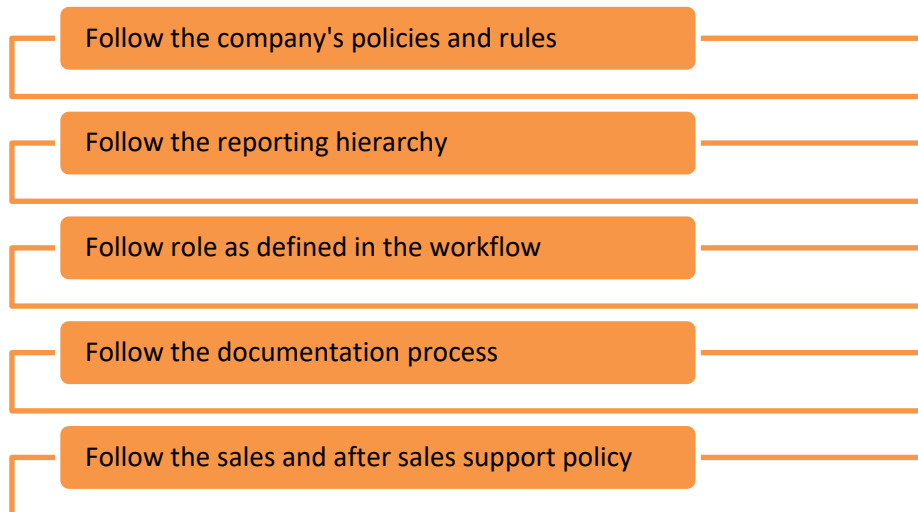 Follow the company's policies and rules
Follow the reporting hierarchy
Follow role as defined in the workflow
Follow the documentation process
Follow the sales and after sales support policy